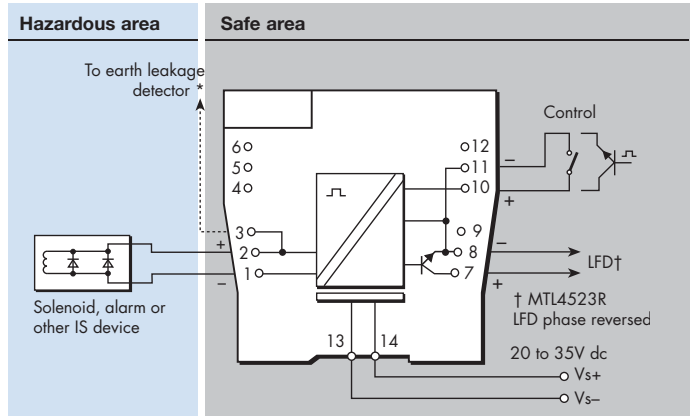 Hazardous area
Safe area
To earth leakage
detector *
Control
6
5
4
3
2
1
12
11
10
9
8
7
+
–
–
+
–
+
LFD†
Solenoid, alarm or
other IS device
† MTL4523R
LFD phase reversed
13
14
20 to 35V dc
Vs+
Vs–